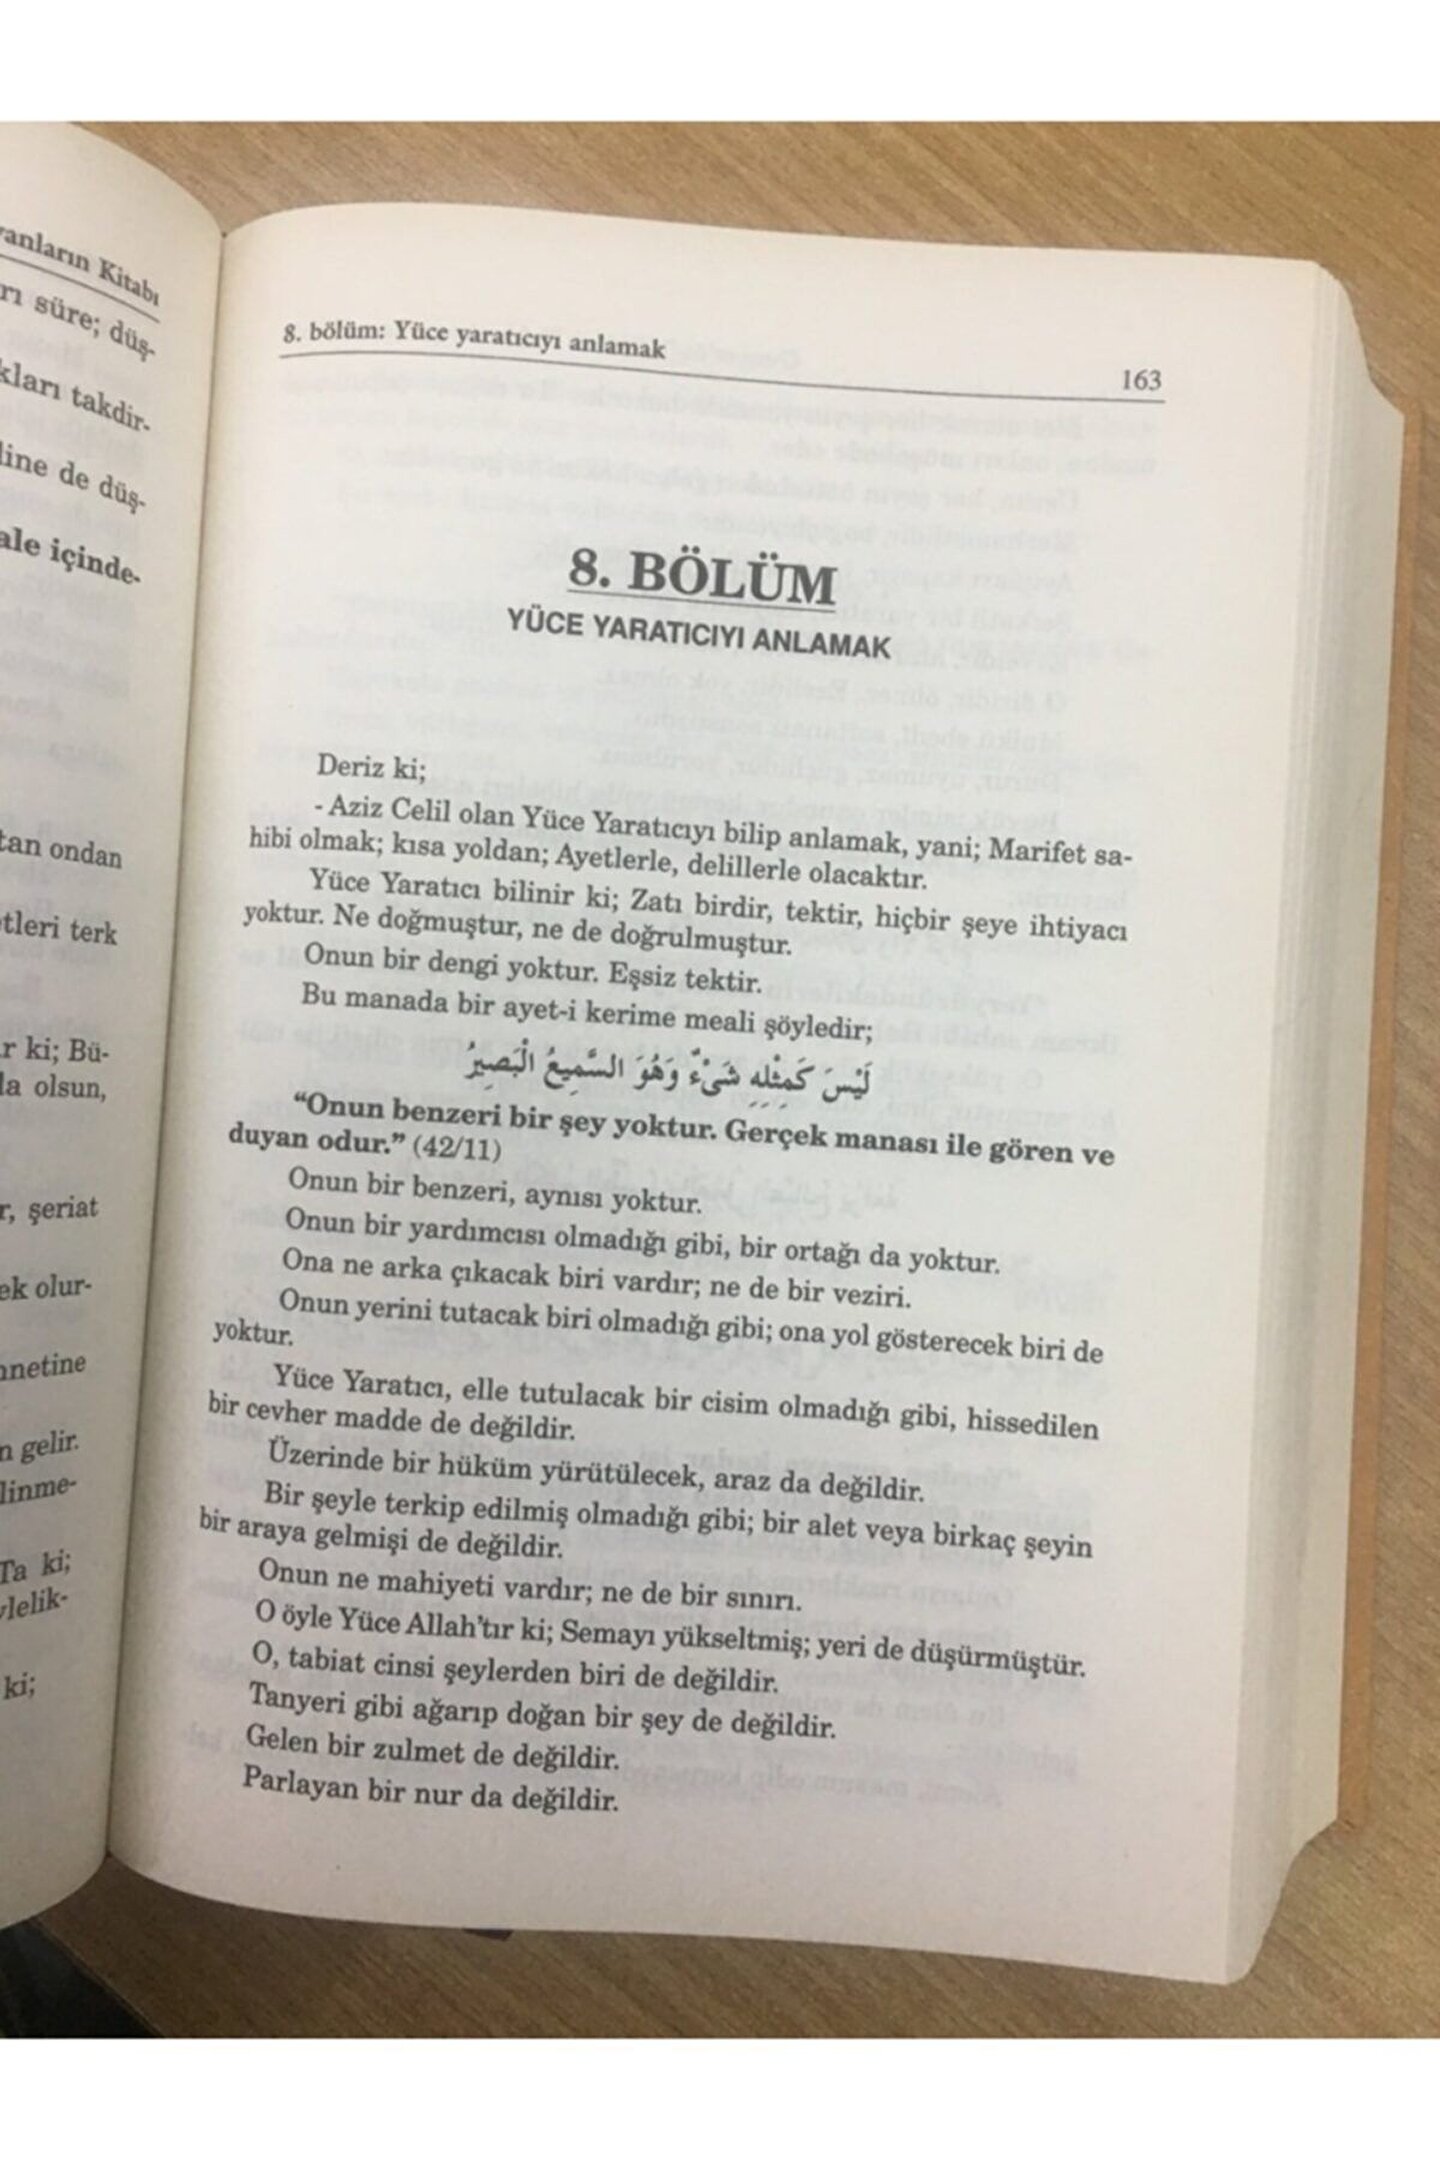 anların Kitabı
rı süre; düş-
kları takdir-
line de düş-
ale içinde-
tan ondan
etleri terk
r ki; Bü-
la olsun,
r, şeriat
ek olur-
nnetine
n gelir.
linme-
Ta ki;
ylelik-
ki;
8. bölüm: Yüce yaratıcıyı anlamak 163
8. BÖLÜM
YÜCE YARATICIYI ANLAMAK
Deriz ki;
- Aziz Celil olan Yüce Yaratıcıyı bilip anlamak, yani; Marifet sa-
hibi olmak; kısa yoldan; Ayetlerle, delillerle olacaktır.
Yüce Yaratıcı bilinir ki; Zatı birdir, tektir, hiçbir şeye ihtiyacı
yoktur. Ne doğmuştur, ne de doğrulmuştur.
Onun bir dengi yoktur. Eşsiz tektir.
Bu manada bir ayet-i kerime meali şöyledir;
لَيْسَ كَمِثْلِهِ شَىْءٌ وَهُوَ السَّمِيعُ الْبَصِيرُ
“Onun benzeri bir şey yoktur. Gerçek manası ile gören ve
duyan odur.” (42/11)
Onun bir benzeri, aynısı yoktur.
Onun bir yardımcısı olmadığı gibi, bir ortağı da yoktur.
Ona ne arka çıkacak biri vardır; ne de bir veziri.
Onun yerini tutacak biri olmadığı gibi; ona yol gösterecek biri de
yoktur.
Yüce Yaratıcı, elle tutulacak bir cisim olmadığı gibi, hissedilen
bir cevher madde de değildir.
Üzerinde bir hüküm yürütülecek, araz da değildir.
Bir şeyle terkip edilmiş olmadığı gibi; bir alet veya birkaç şeyin
bir araya gelmişi de değildir.
Onun ne mahiyeti vardır; ne de bir sınırı.
O öyle Yüce Allah’tır ki; Semayı yükseltmiş; yeri de düşürmüştür.
O, tabiat cinsi şeylerden biri de değildir.
Tanyeri gibi ağarıp doğan bir şey de değildir.
Gelen bir zulmet de değildir.
Parlayan bir nur da değildir.